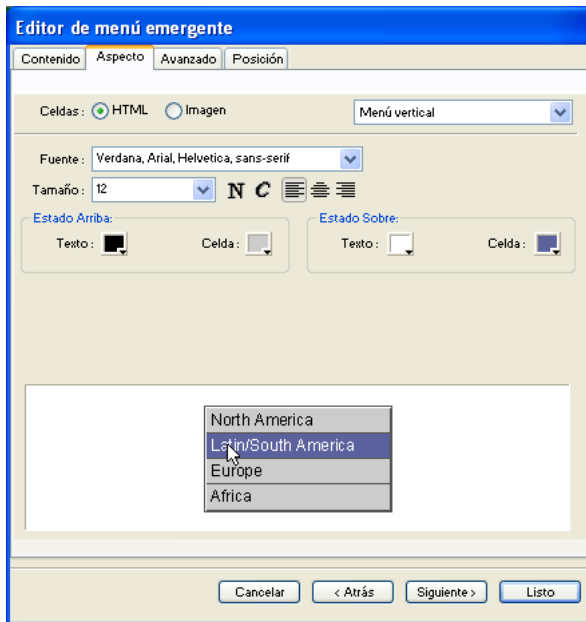 Editor de menú emergente
Contenido Aspecto Avanzado Posición
Celdas: HTML Imagen Menú vertical
Fuente: Verdana, Arial, Helvetica, sans-serif
Tamaño: 12 N C
Estado Arriba: Estado Sobre:
Texto: Celda: Texto: Celda:
North America
Latin/South America
Europe
Africa
Cancelar < Atrás Siguiente > Listo